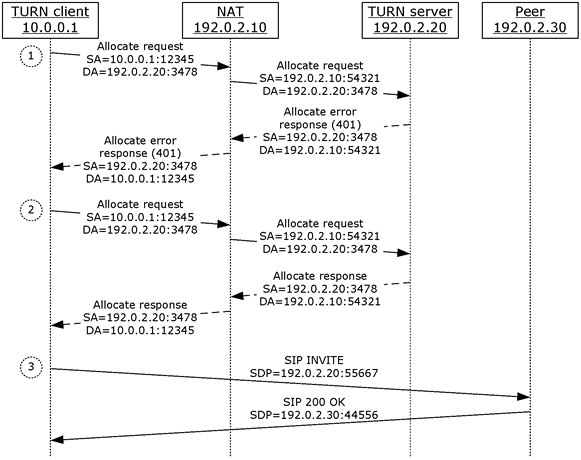 TURN client
10.0.0.1
NAT
192.0.2.10
TURN server
192.0.2.20
Peer
192.0.2.30
1
Allocate request
SA=10.0.0.1:12345
DA=192.0.2.20:3478
Allocate request
SA=192.0.2.10:54321
DA=192.0.2.20:3478
Allocate error
response (401)
SA=192.0.2.20:3478
DA=192.0.2.10:54321
Allocate error
response (401)
SA=192.0.2.20:3478
DA=10.0.0.1:12345
2
Allocate request
SA=10.0.0.1:12345
DA=192.0.2.20:3478
Allocate request
SA=192.0.2.10:54321
DA=192.0.2.20:3478
Allocate response
SA=192.0.2.20:3478
DA=192.0.2.10:54321
Allocate response
SA=192.0.2.20:3478
DA=10.0.0.1:12345
3
SIP INVITE
SDP=192.0.2.20:55667
SIP 200 OK
SDP=192.0.2.30:44556